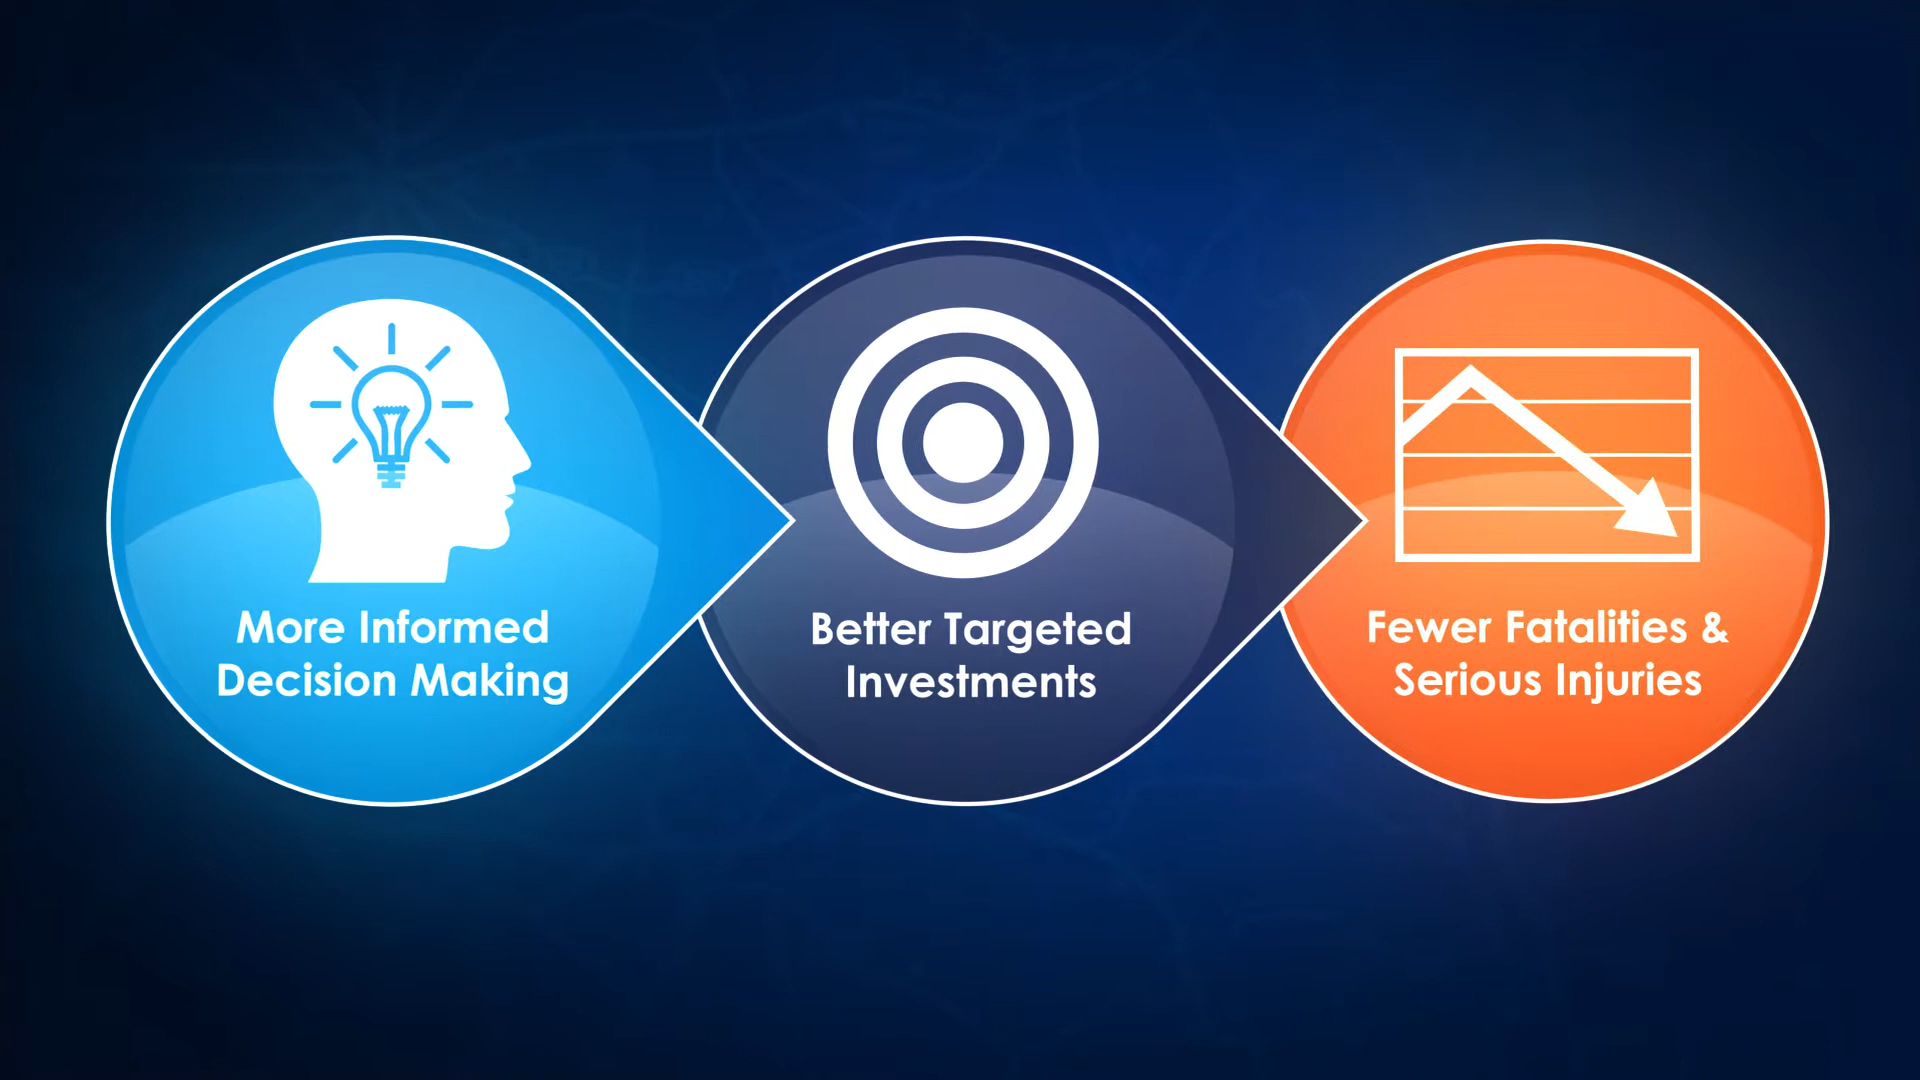 More Informed
Decision Making
Better Targeted
Investments
Fewer Fatalities &
Serious Injuries